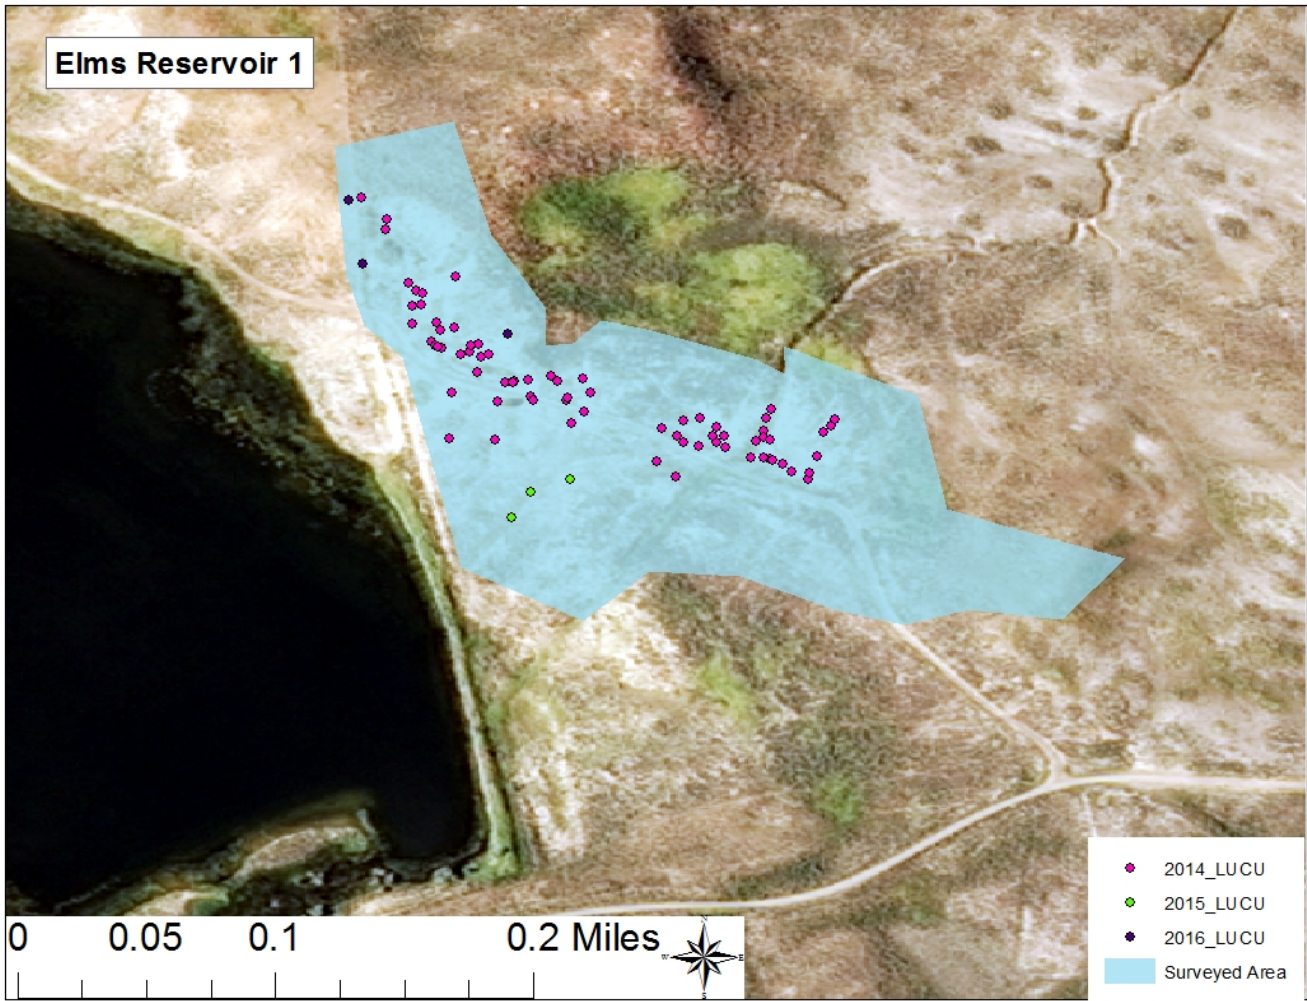 Elms Reservoir 1
2014_LUCU
2015_LUCU
2016_LUCU
Surveyed Area
0 0.05 0.1 0.2 Miles
N
W E
S